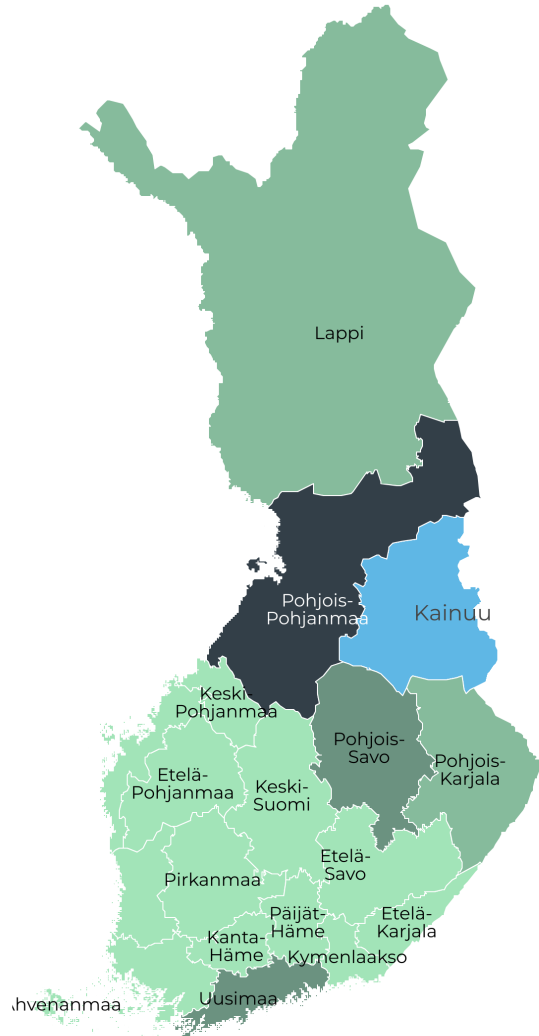 Lappi
Pohjois-
Pohjanmaa
Kainuu
Keski-
Pohjanmaa
Pohjois-
Savo
Pohjois-
Karjala
Etelä-
Pohjanmaa
Keski-
Suomi
Etelä-
Savo
Pirkanmaa
Päijät-
Häme
Etelä-
Karjala
Kanta-
Häme
Kymenlaakso
Uusimaa
hvenanmaa